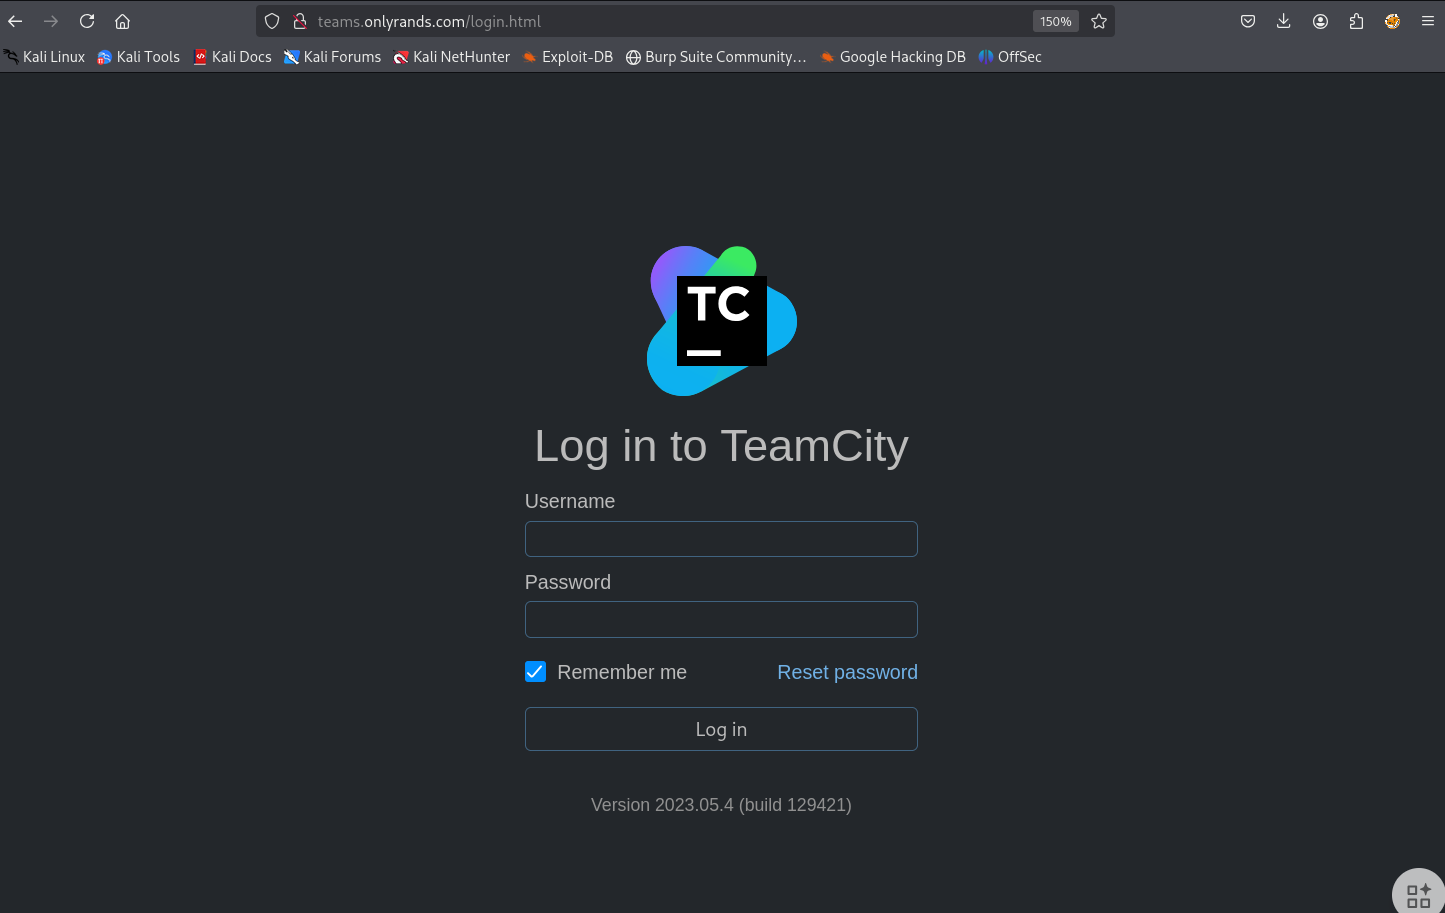 teams.onlyrands.com/login.html 150%
Kali Linux Kali Tools Kali Docs Kali Forums Kali NetHunter Exploit-DB Burp Suite Community... Google Hacking DB OffSec
TC
Log in to TeamCity
Username
Password
Remember me Reset password
Log in
Version 2023.05.4 (build 129421)